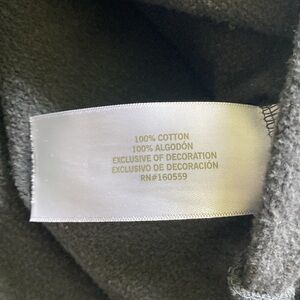 100% COTTON
100% ALGODÓN
EXCLUSIVE OF DECORATION
EXCLUSIVO DE DECORACIÓN
RN#160559